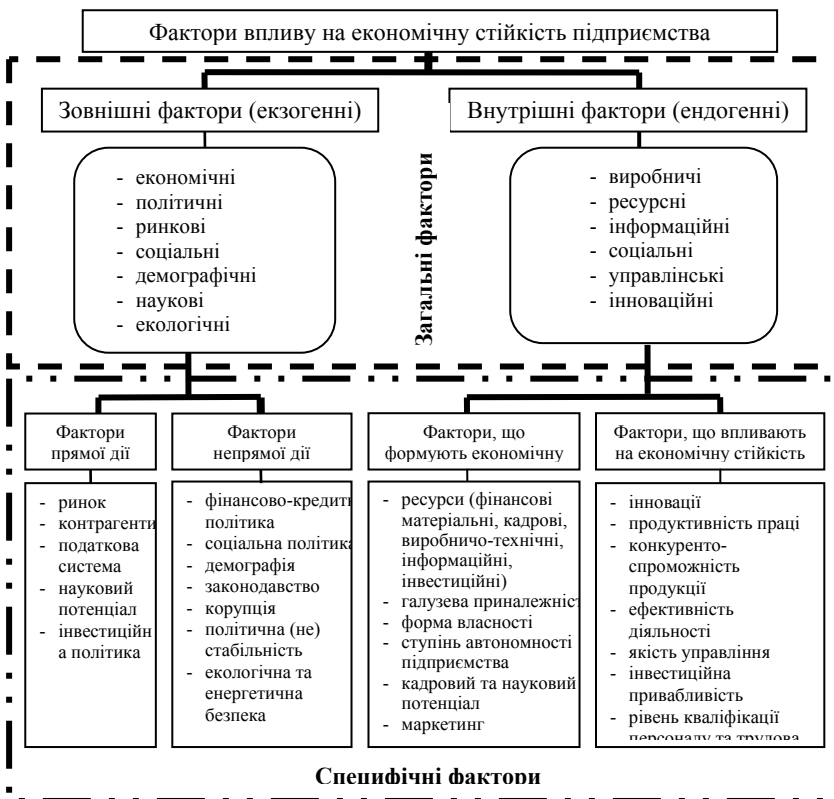 Фактори впливу на економічну стійкість підприємства
Зовнішні фактори (екзогенні)
Внутрішні фактори (ендогенні)
- економічні
- політичні
- ринкові
- соціальні
- демографічні
- наукові
- екологічні
Загальні фактори
- виробничі
- ресурсні
- інформаційні
- соціальні
- управлінські
- інноваційні
Фактори
прямої дії
Фактори
непрямої дії
Фактори, що
формують економічну
Фактори, що впливають
на економічну стійкість
- ринок
- контрагенти
- податкова
система
- науковий
потенціал
- інвестиційн
а політика
- фінансово-кредитн
політика
- соціальна політика
- демографія
- законодавство
- корупція
- політична (не)
стабільність
- екологічна та
енергетична
безпека
- ресурси (фінансові
матеріальні, кадрові,
виробничо-технічні,
інформаційні,
інвестиційні)
- галузева приналежніст
- форма власності
- ступінь автономності
підприємства
- кадровий та науковий
потенціал
- маркетинг
- інновації
- продуктивність праці
- конкуренто-
спроможність
продукції
- ефективність
діяльності
- якість управління
- інвестиційна
привабливість
- рівень кваліфікації
персоналу та трудова
Специфічні фактори